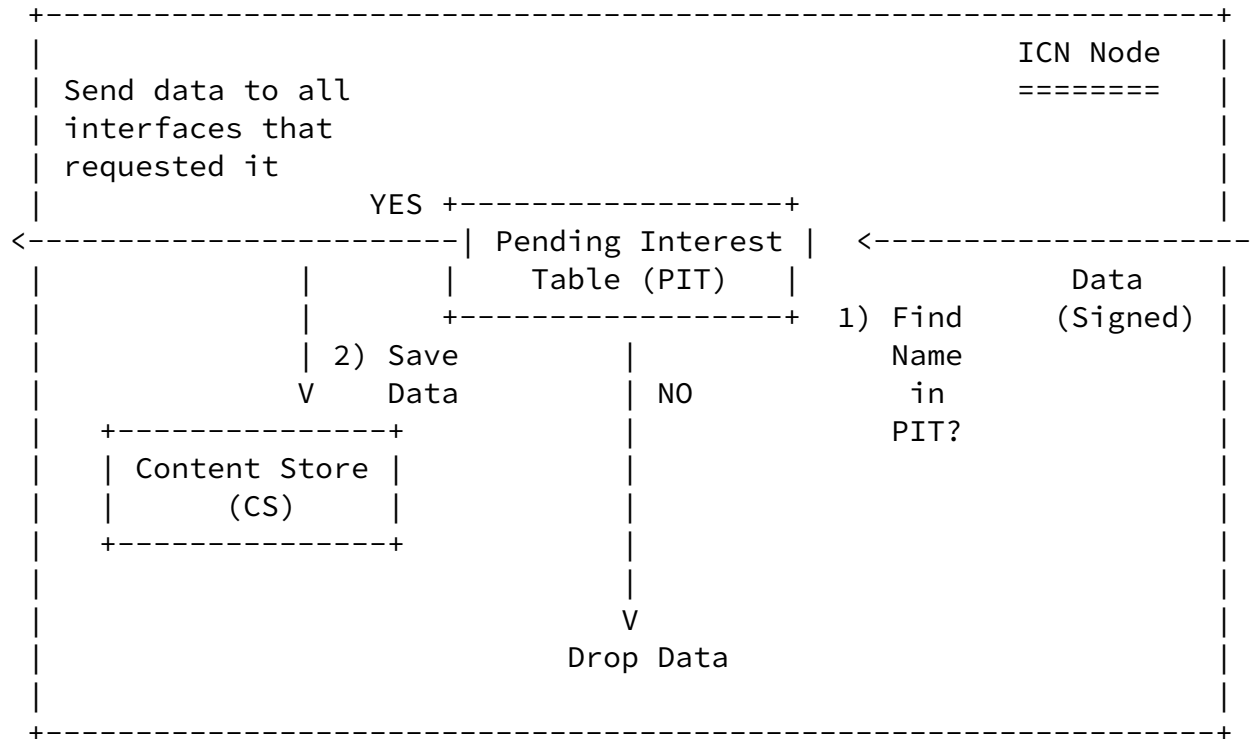 ICN Node
Send data to all ========
interfaces that
requested it
YES
Pending Interest
Table (PIT) Data
1) Find (Signed)
2) Save Name
Data NO in
PIT?
Content Store
(CS)
Drop Data